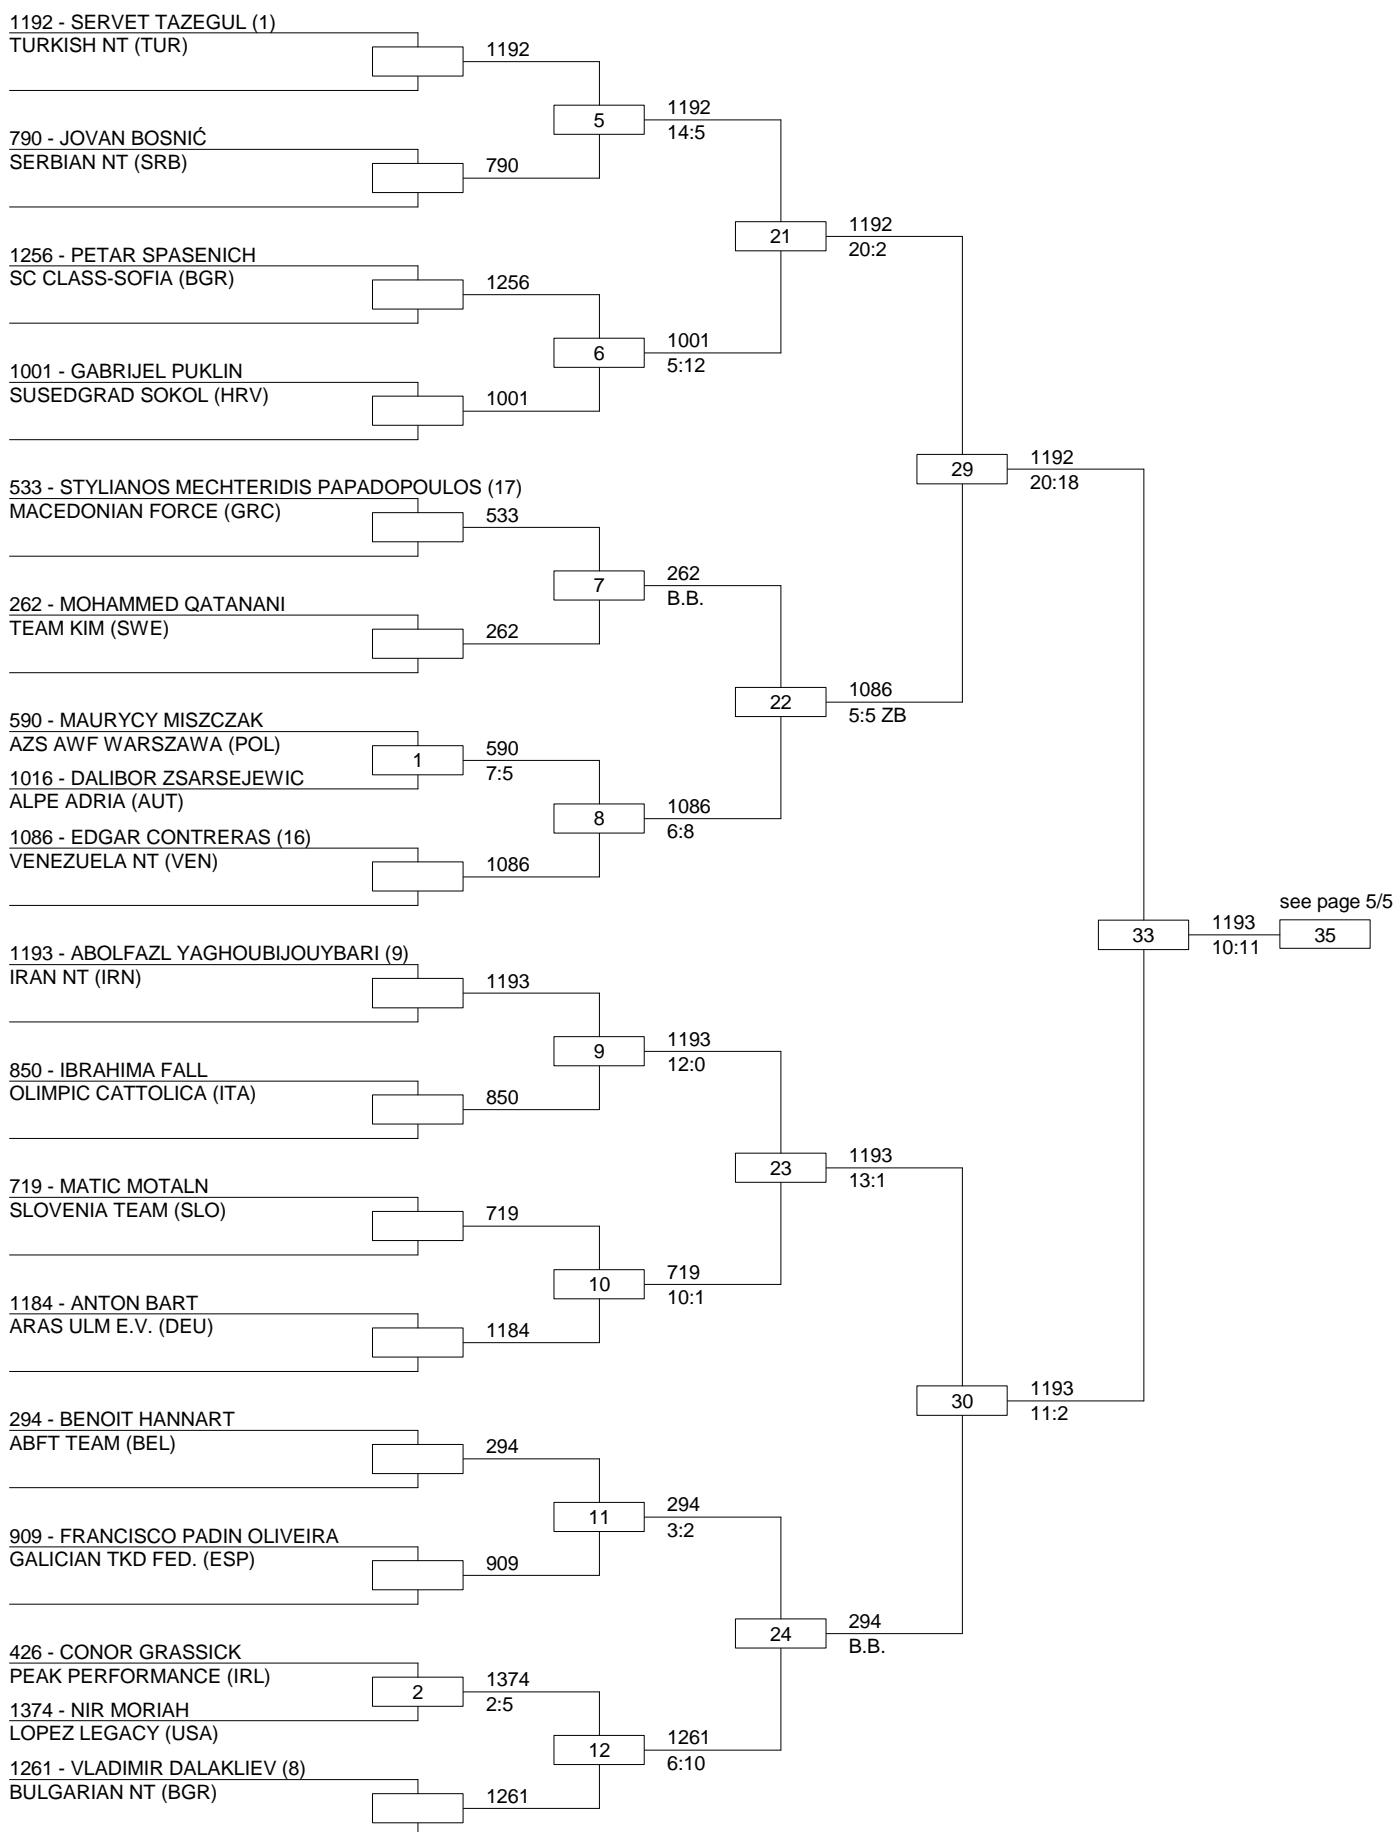 1192 - SERVET TAZEGUL (1)
TURKISH NT (TUR)
1192
5
1192
14:5
790 - JOVAN BOSNIĆ
SERBIAN NT (SRB)
790
21
1192
20:2
1256 - PETAR SPASENICH
SC CLASS-SOFIA (BGR)
1256
6
1001
5:12
1001 - GABRIJEL PUKLIN
SUSEDGRAD SOKOL (HRV)
1001
29
1192
20:18
533 - STYLIANOS MECHTERIDIS PAPADOPOULOS (17)
MACEDONIAN FORCE (GRC)
533
7
262
B.B.
262 - MOHAMMED QATANANI
TEAM KIM (SWE)
262
22
1086
5:5 ZB
590 - MAURYCY MISZCZAK
AZS AWF WARSZAWA (POL)
1
590
7:5
1016 - DALIBOR ZSARSEJEWIC
ALPE ADRIA (AUT)
8
1086
6:8
1086 - EDGAR CONTRERAS (16)
VENEZUELA NT (VEN)
1086
see page 5/5
33
1193
10:11
35
1193 - ABOLFAZL YAGHOUBIJOUYBARI (9)
IRAN NT (IRN)
1193
9
1193
12:0
850 - IBRAHIMA FALL
OLIMPIC CATTOLICA (ITA)
850
23
1193
13:1
719 - MATIC MOTALN
SLOVENIA TEAM (SLO)
719
10
719
10:1
1184 - ANTON BART
ARAS ULM E.V. (DEU)
1184
30
1193
11:2
294 - BENOIT HANNART
ABFT TEAM (BEL)
294
11
294
3:2
909 - FRANCISCO PADIN OLIVEIRA
GALICIAN TKD FED. (ESP)
909
24
294
B.B.
426 - CONOR GRASSICK
PEAK PERFORMANCE (IRL)
2
1374
2:5
1374 - NIR MORIAH
LOPEZ LEGACY (USA)
12
1261
6:10
1261 - VLADIMIR DALAKLIEV (8)
BULGARIAN NT (BGR)
1261